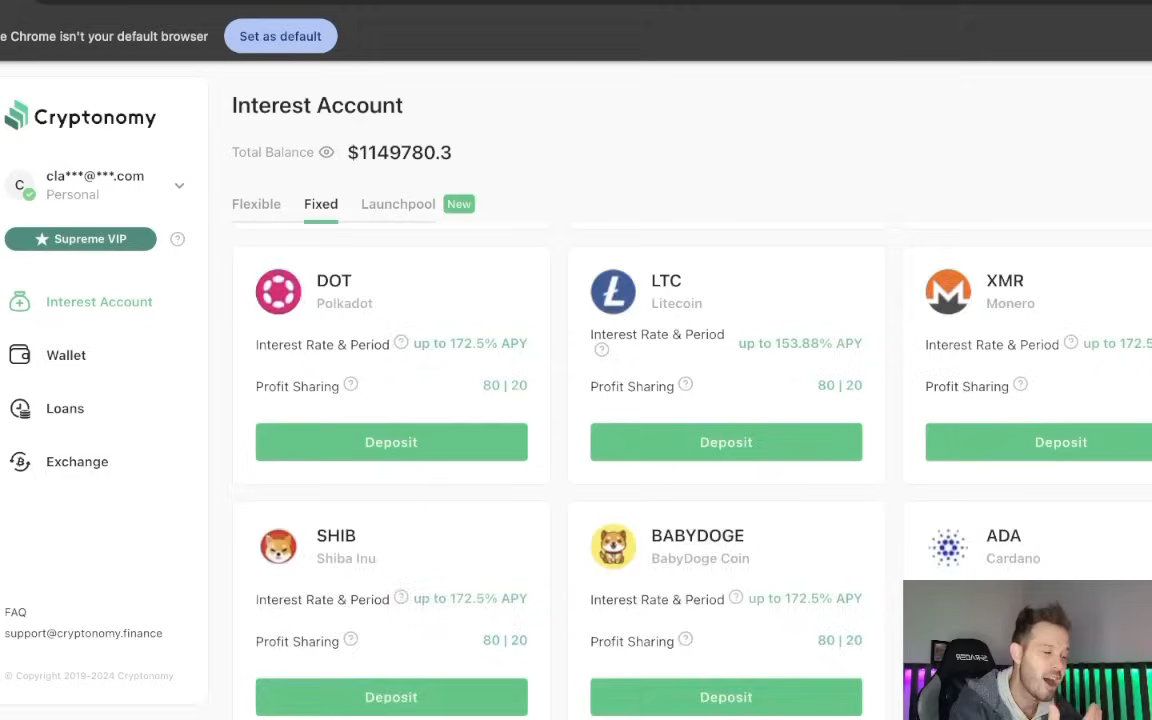 e Chrome isn't your default browser
Set as default
Cryptonomy
C
cla***@***.com
Personal
Supreme VIP
Interest Account
Wallet
Loans
Exchange
FAQ
support@cryptonomy.finance
© Copyright 2019-2024 Cryptonomy
Interest Account
Total Balance $1149780.3
Flexible Fixed Launchpool New
DOT
Polkadot
Interest Rate & Period up to 172.5% APY
Profit Sharing 80 | 20
Deposit
LTC
Litecoin
Interest Rate & Period up to 153.88% APY
Profit Sharing 80 | 20
Deposit
XMR
Monero
Interest Rate & Period up to 172.5
Profit Sharing
Deposit
SHIB
Shiba Inu
Interest Rate & Period up to 172.5% APY
Profit Sharing 80 | 20
Deposit
BABYDOGE
BabyDoge Coin
Interest Rate & Period up to 172.5% APY
Profit Sharing 80 | 20
Deposit
ADA
Cardano